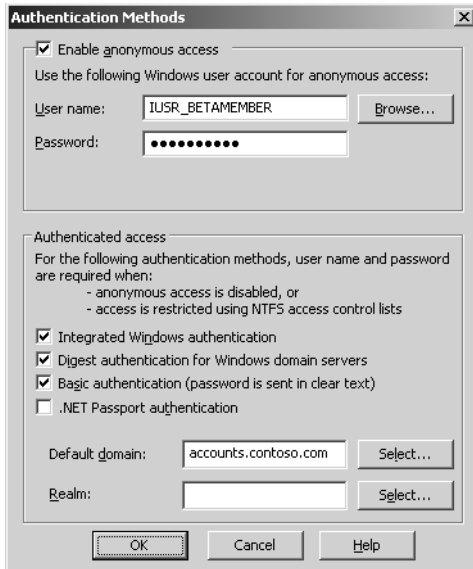 Authentication Methods
Enable anonymous access
Use the following Windows user account for anonymous access:
User name: IUSR_BETAMEMBER Browse...
Password: ●●●●●●●●●●
Authenticated access
For the following authentication methods, user name and password
are required when:
- anonymous access is disabled, or
- access is restricted using NTFS access control lists
Integrated Windows authentication
Digest authentication for Windows domain servers
Basic authentication (password is sent in clear text)
.NET Passport authentication
Default domain: accounts.contoso.com Select...
Realm: Select...
OK Cancel Help